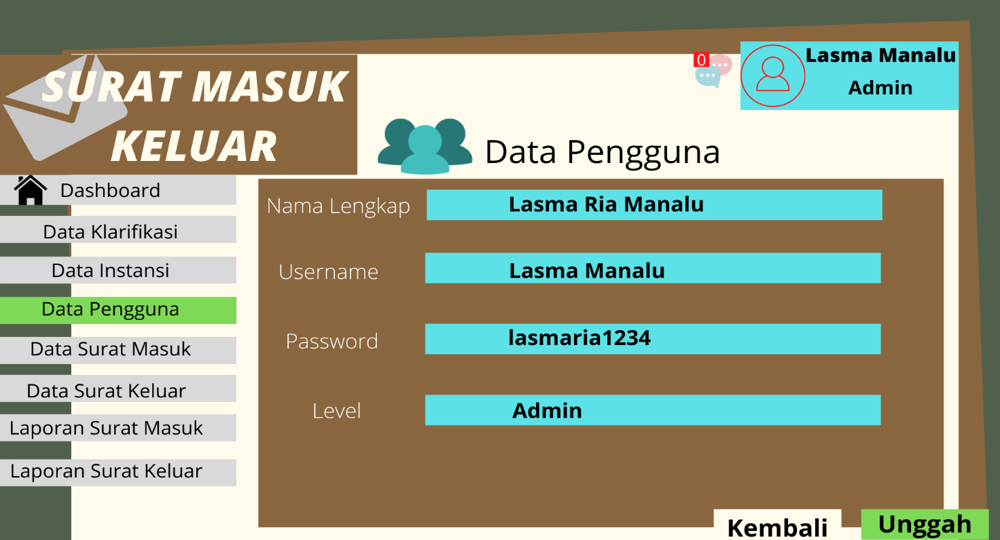 SURAT MASUK
KELUAR
0
Lasma Manalu
Admin
Data Pengguna
Dashboard
Data Klarifikasi
Data Instansi
Data Pengguna
Data Surat Masuk
Data Surat Keluar
Laporan Surat Masuk
Laporan Surat Keluar
Nama Lengkap
Lasma Ria Manalu
Username
Lasma Manalu
Password
lasmaria1234
Level
Admin
Kembali
Unggah